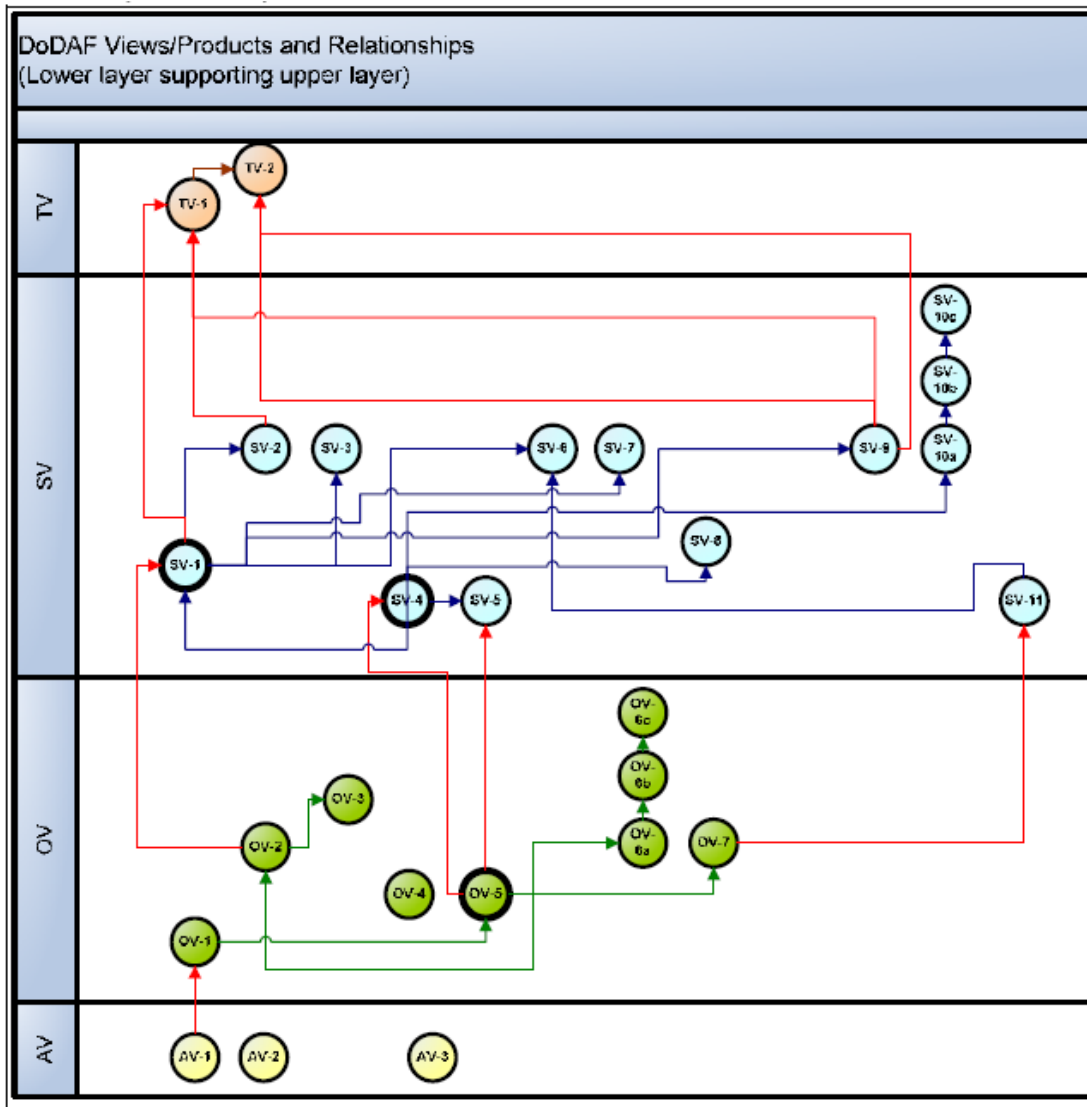 DoDAF Views/Products and Relationships
(Lower layer supporting upper layer)
TV
TV-2
TV-1
SV
SV-
10c
SV-
10b
SV-2
SV-3
SV-6
SV-7
SV-9
SV-
10a
SV-8
SV-1
SV-4
SV-5
SV-11
OV
OV-
6c
OV-
6b
OV-3
OV-2
OV-
6a
OV-7
OV-4
OV-5
OV-1
AV
AV-1
AV-2
AV-3